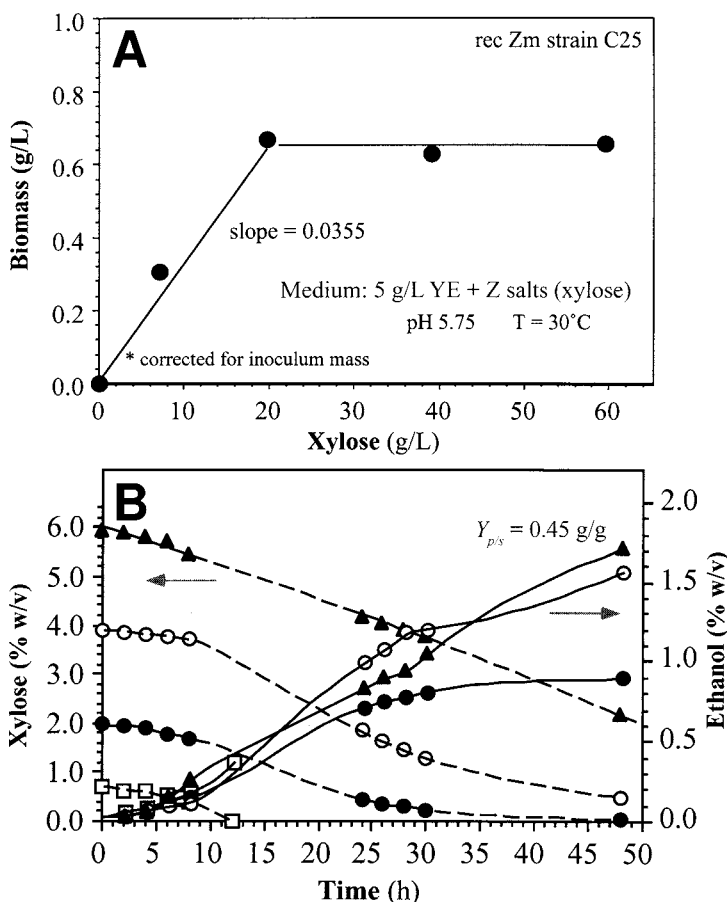 A
rec Zm strain C25
1.0
0.8
0.6
0.4
0.2
0.0
Biomass (g/L)
slope = 0.0355
Medium: 5 g/L YE + Z salts (xylose)
pH 5.75 T = 30˚C
* corrected for inoculum mass
0 10 20 30 40 50 60
Xylose (g/L)
B
Y p/s = 0.45 g/g
6.0
5.0
4.0
3.0
2.0
1.0
0.0
Xylose (% w/v)
2.0
1.5
1.0
0.5
0.0
Ethanol (% w/v)
0 5 10 15 20 25 30 35 40 45 50
Time (h)